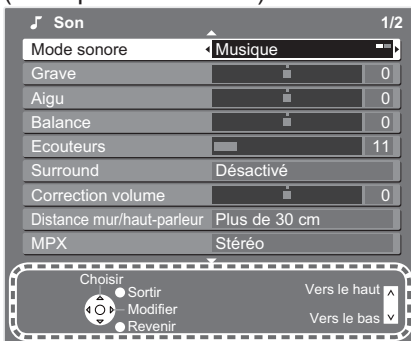 Son 1/2
Mode sonore Musique
Grave 0
Aigu 0
Balance 0
Ecouteurs 11
Surround Désactivé
Correction volume 0
Distance mur/haut-parleur Plus de 30 cm
MPX Stéréo
Choisir
Sortir
Modifier
Revenir
Vers le haut
Vers le bas